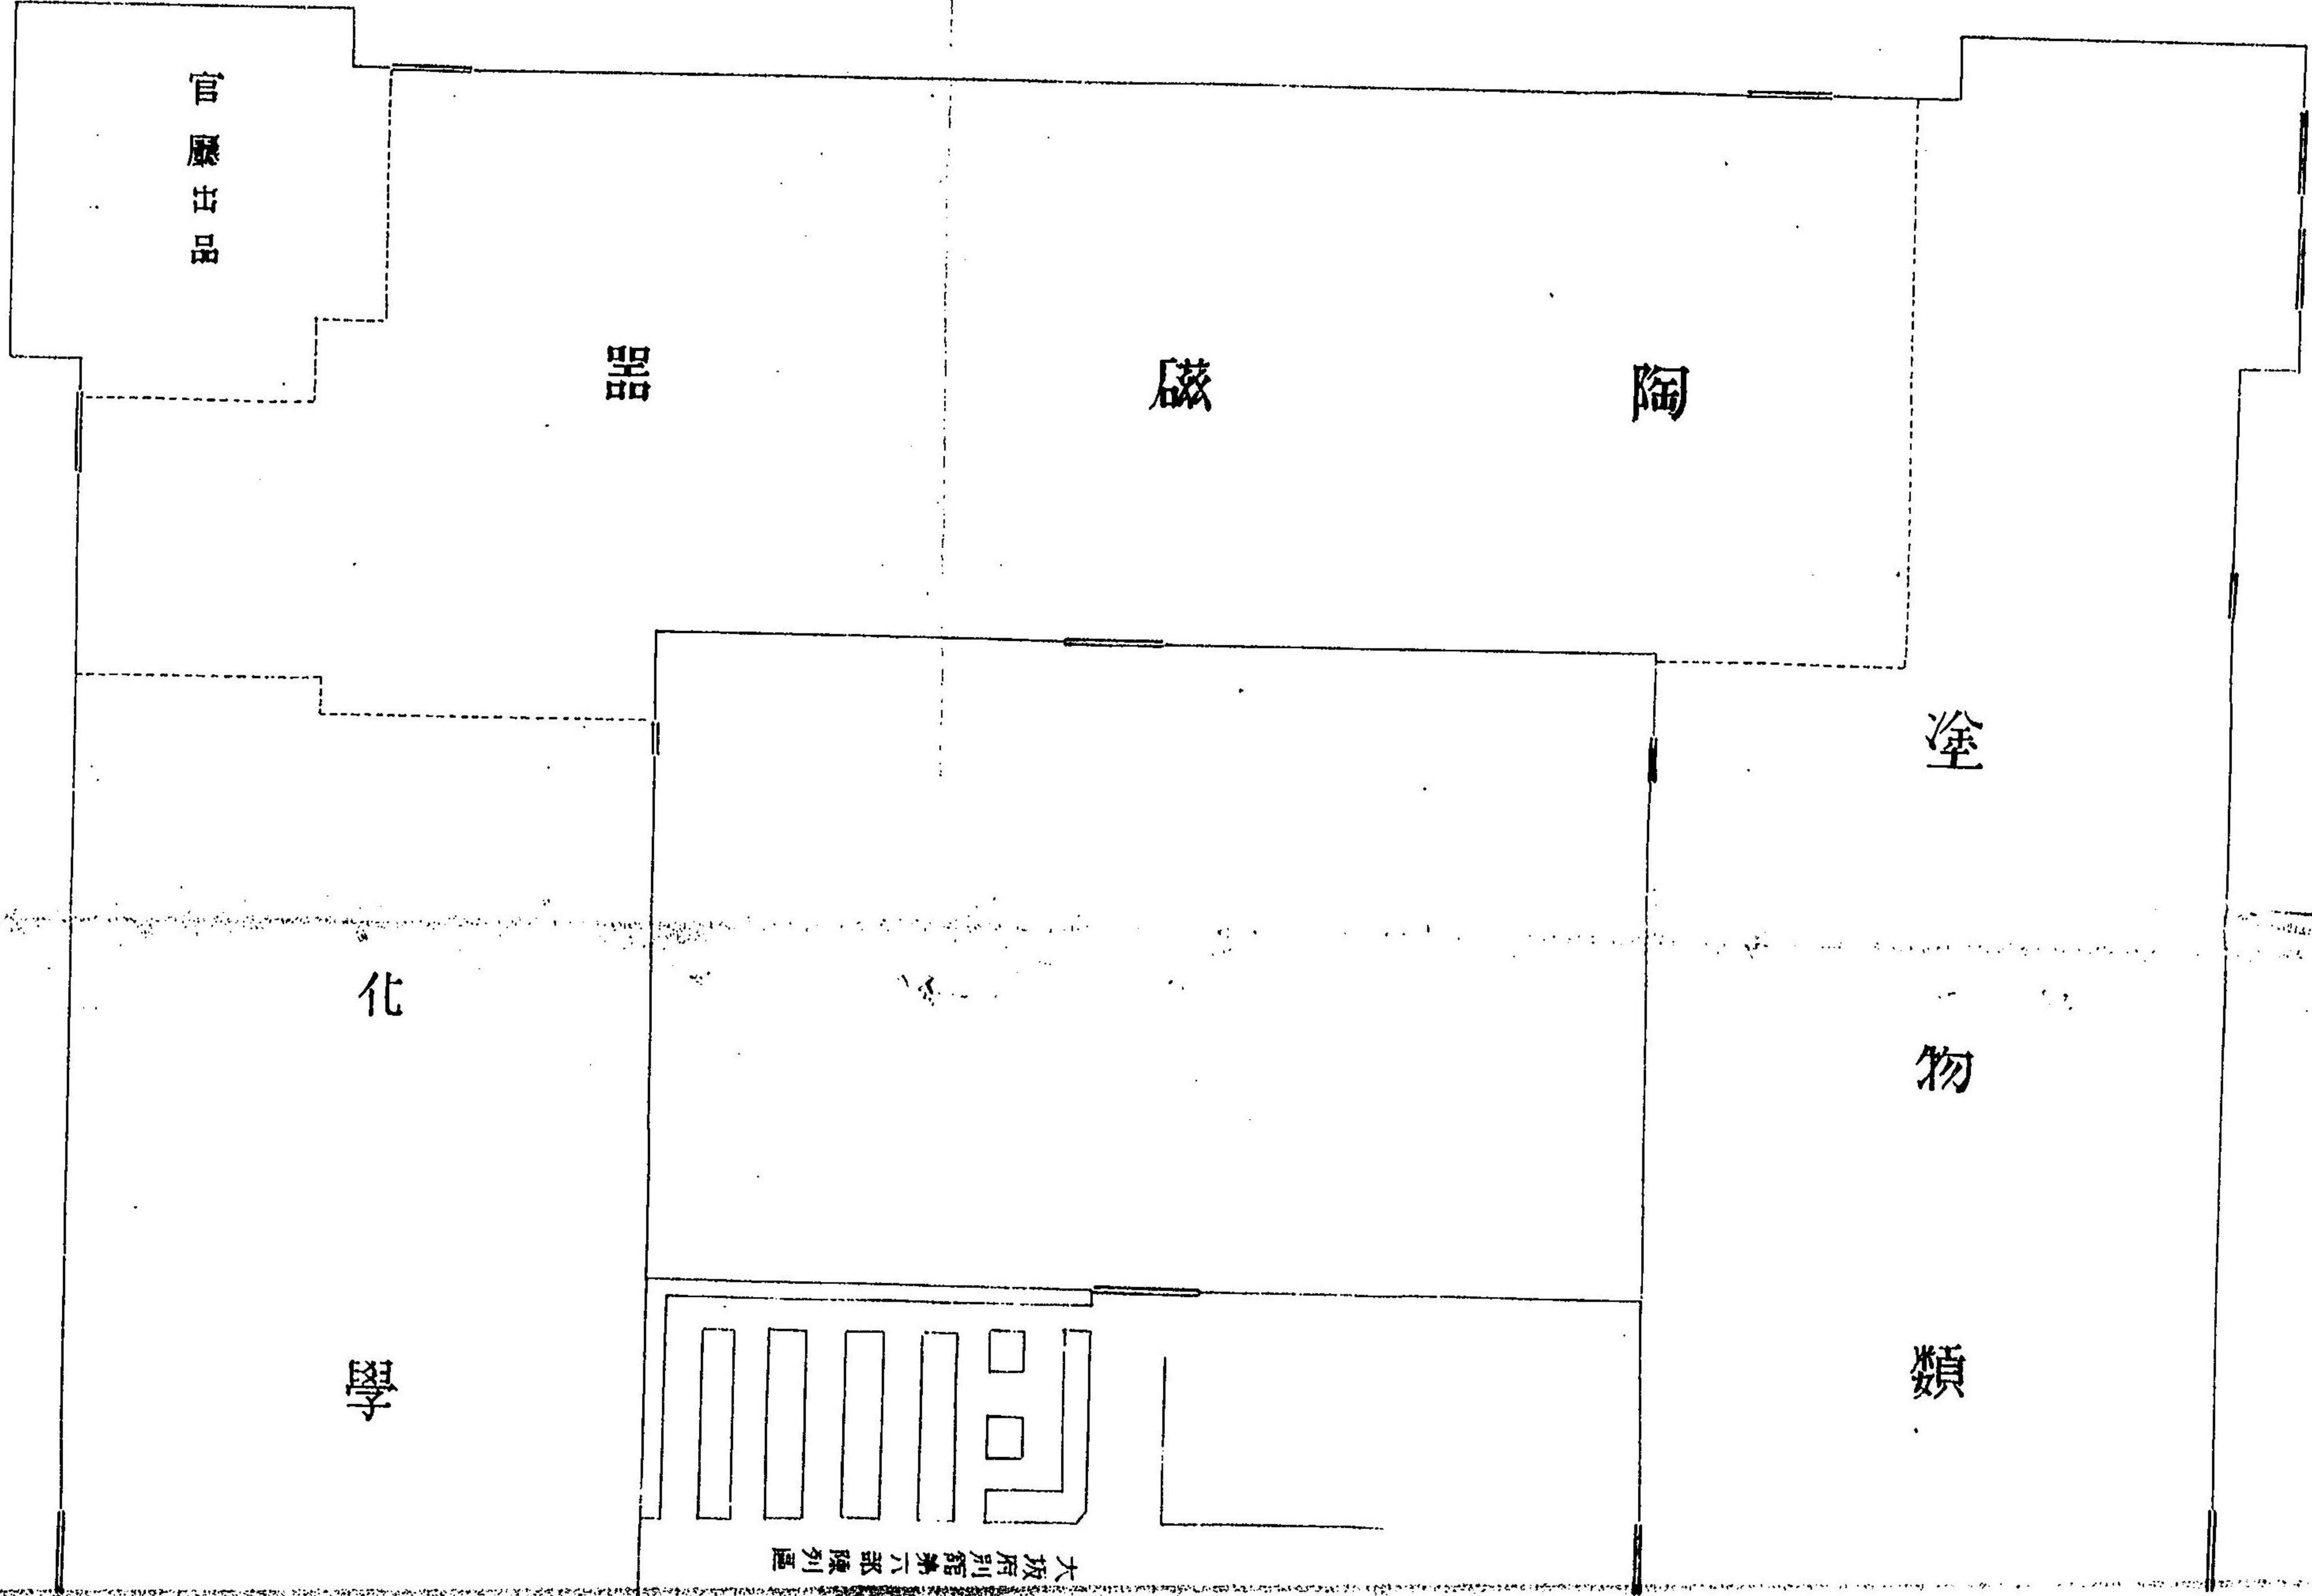 陶磁器
塗物類
官廳出品
化學
大坂府別館第六部陳列區